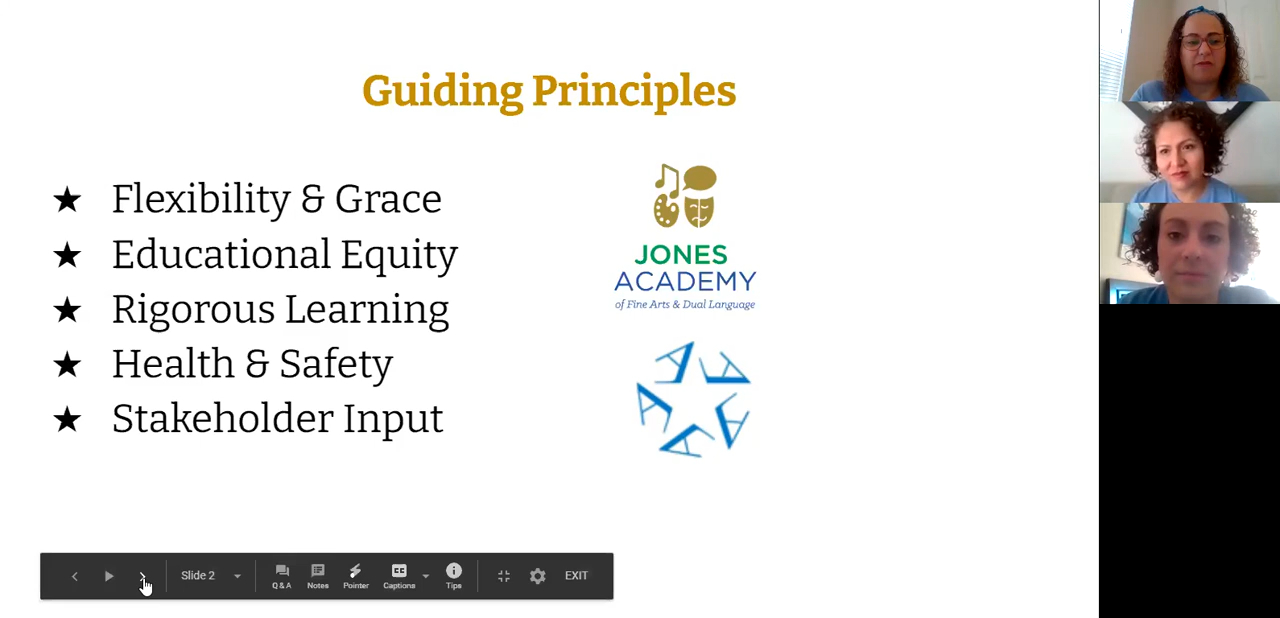 Guiding Principles
★ Flexibility & Grace
★ Educational Equity
★ Rigorous Learning
★ Health & Safety
★ Stakeholder Input
JONES
ACADEMY
of Fine Arts & Dual Language
A A A A A
Slide 2
Q & A
Notes
Pointer
CC
Captions
Tips
EXIT